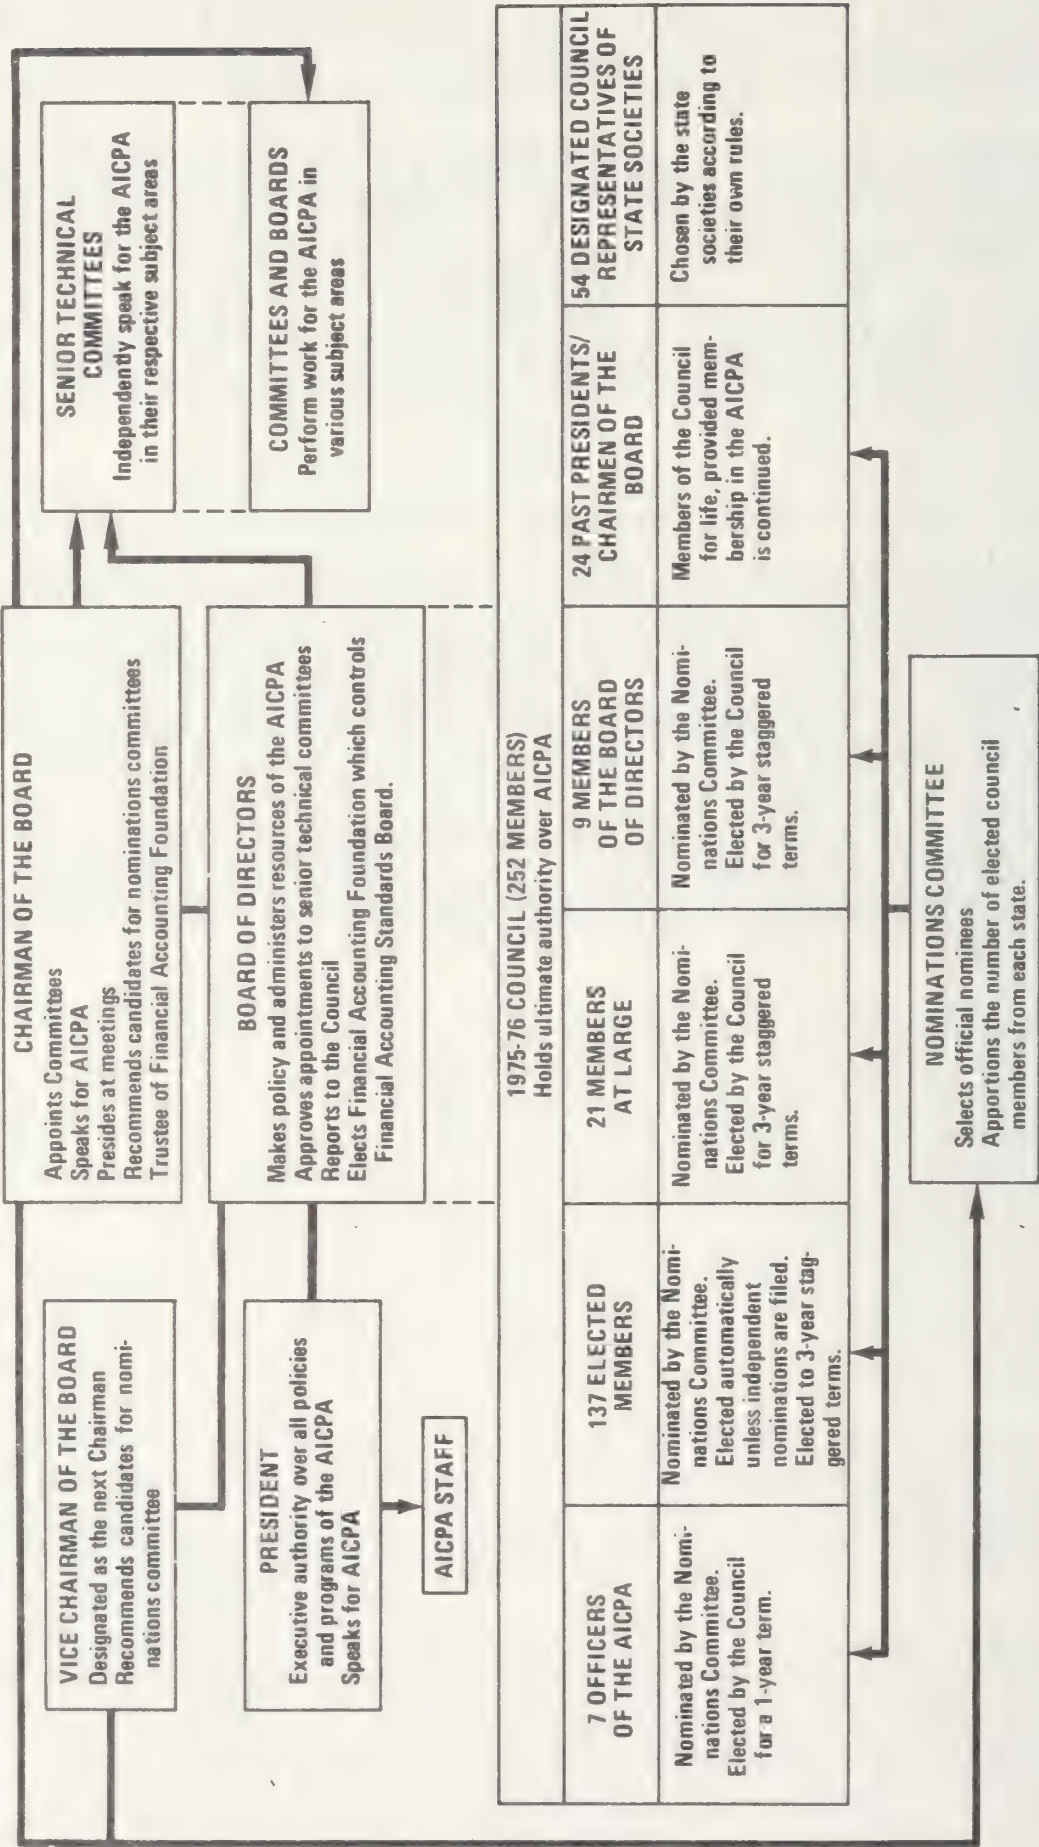 CHAIRMAN OF THE BOARD
Appoints Committees
Speaks for AICPA
Presides at meetings
Recommends candidates for nominations committees
Trustee of Financial Accounting Foundation
VICE CHAIRMAN OF THE BOARD
Designated as the next Chairman
Recommends candidates for nomi-
nations committee
SENIOR TECHNICAL
COMMITTEES
Independently speak for the AICPA
in their respective subject areas
BOARD OF DIRECTORS
Makes policy and administers resources of the AICPA
Approves appointments to senior technical committees
Reports to the Council
Elects Financial Accounting Foundation which controls
Financial Accounting Standards Board.
PRESIDENT
Executive authority over all policies
and programs of the AICPA
Speaks for AICPA
COMMITTEES AND BOARDS
Perform work for the AICPA in
various subject areas
AICPA STAFF
1975-76 COUNCIL (252 MEMBERS)
Holds ultimate authority over AICPA
7 OFFICERS
OF THE AICPA
Nominated by the Nomi-
nations Committee.
Elected by the Council
for a 1-year term.
137 ELECTED
MEMBERS
Nominated by the Nomi-
nations Committee.
Elected automatically
unless independent
nominations are filed.
Elected to 3-year stag-
gered terms.
21 MEMBERS
AT LARGE
Nominated by the Nomi-
nations Committee.
Elected by the Council
for 3-year staggered
terms.
9 MEMBERS
OF THE BOARD
OF DIRECTORS
Nominated by the Nomi-
nations Committee.
Elected by the Council
for 3-year staggered
terms.
24 PAST PRESIDENTS/
CHAIRMEN OF THE
BOARD
Members of the Council
for life, provided mem-
bership in the AICPA
is continued.
54 DESIGNATED COUNCIL
REPRESENTATIVES OF
STATE SOCIETIES
Chosen by the state
societies according to
their own rules.
NOMINATIONS COMMITTEE
Selects official nominees
Apportions the number of elected council
members from each state.